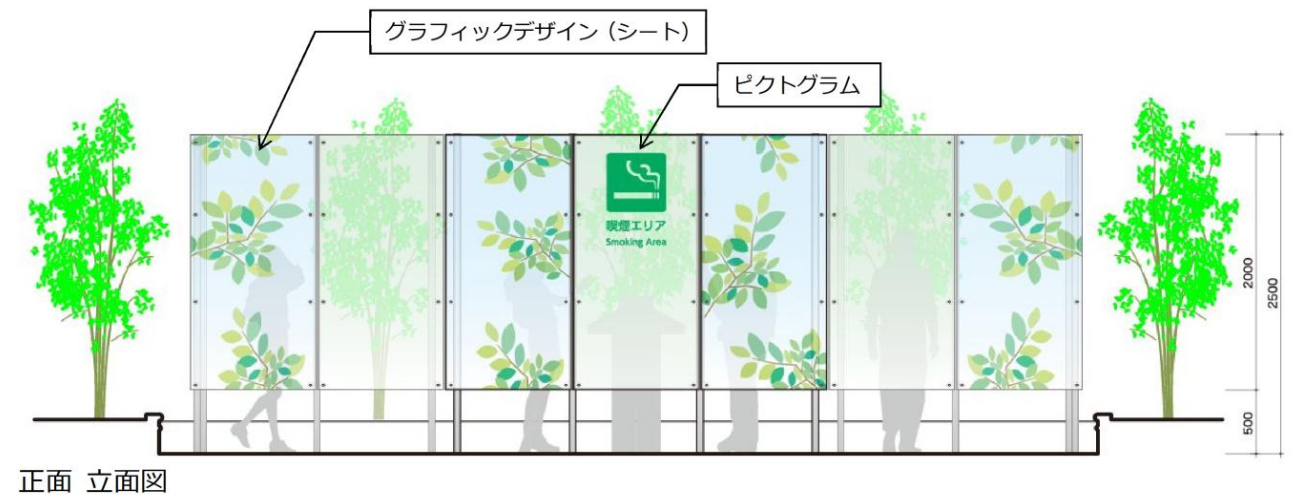 グラフィックデザイン（シート）
ピクトグラム
喫煙エリア
Smoking Area
2000
2500
500
正面 立面図